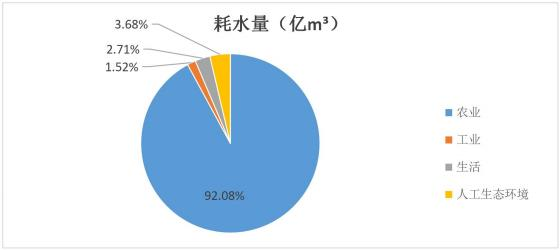 耗水量（亿m³）
3.68%
2.71%
1.52%
92.08%
农业
工业
生活
人工生态环境